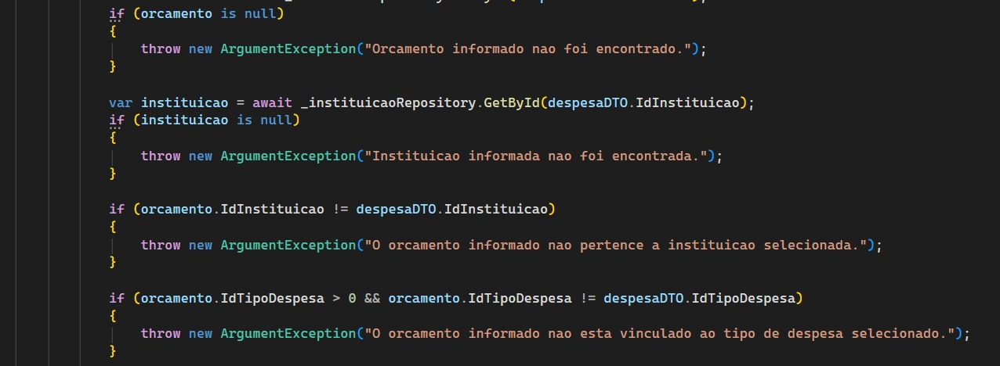 if (orcamento is null)
{
throw new ArgumentException("Orcamento informado nao foi encontrado.");
}
var instituicao = await _instituicaoRepository.GetById(despesaDTO.IdInstituicao);
if (instituicao is null)
{
throw new ArgumentException("Instituicao informada nao foi encontrada.");
}
if (orcamento.IdInstituicao != despesaDTO.IdInstituicao)
{
throw new ArgumentException("O orcamento informado nao pertence a instituicao selecionada.");
}
if (orcamento.IdTipoDespesa > 0 && orcamento.IdTipoDespesa != despesaDTO.IdTipoDespesa)
{
throw new ArgumentException("O orcamento informado nao esta vinculado ao tipo de despesa selecionado.");
}